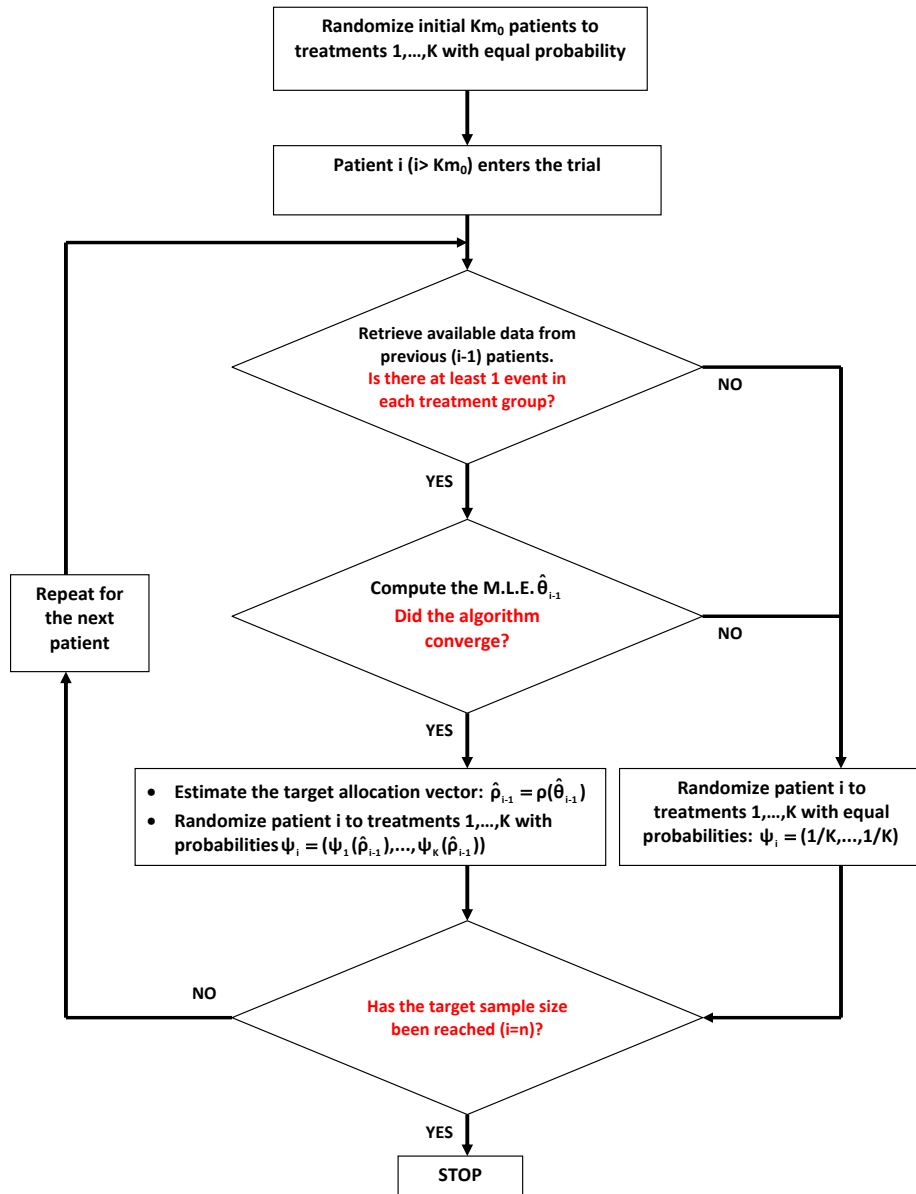 Randomize initial Km₀ patients to
treatments 1,...,K with equal probability
Patient i (i> Km₀) enters the trial
Retrieve available data from
previous (i-1) patients.
Is there at least 1 event in
each treatment group?
NO
YES
Compute the M.L.E. θ̂ᵢ₋₁
Did the algorithm
converge?
NO
YES
Repeat for
the next
patient
• Estimate the target allocation vector: ρ̂ᵢ₋₁ = ρ(θ̂ᵢ₋₁)
• Randomize patient i to treatments 1,...,K with
probabilities ψᵢ = (ψ₁(ρ̂ᵢ₋₁),...,ψ_K(ρ̂ᵢ₋₁))
Randomize patient i to
treatments 1,...,K with equal
probabilities: ψᵢ = (1/K,...,1/K)
NO
Has the target sample size
been reached (i=n)?
YES
STOP